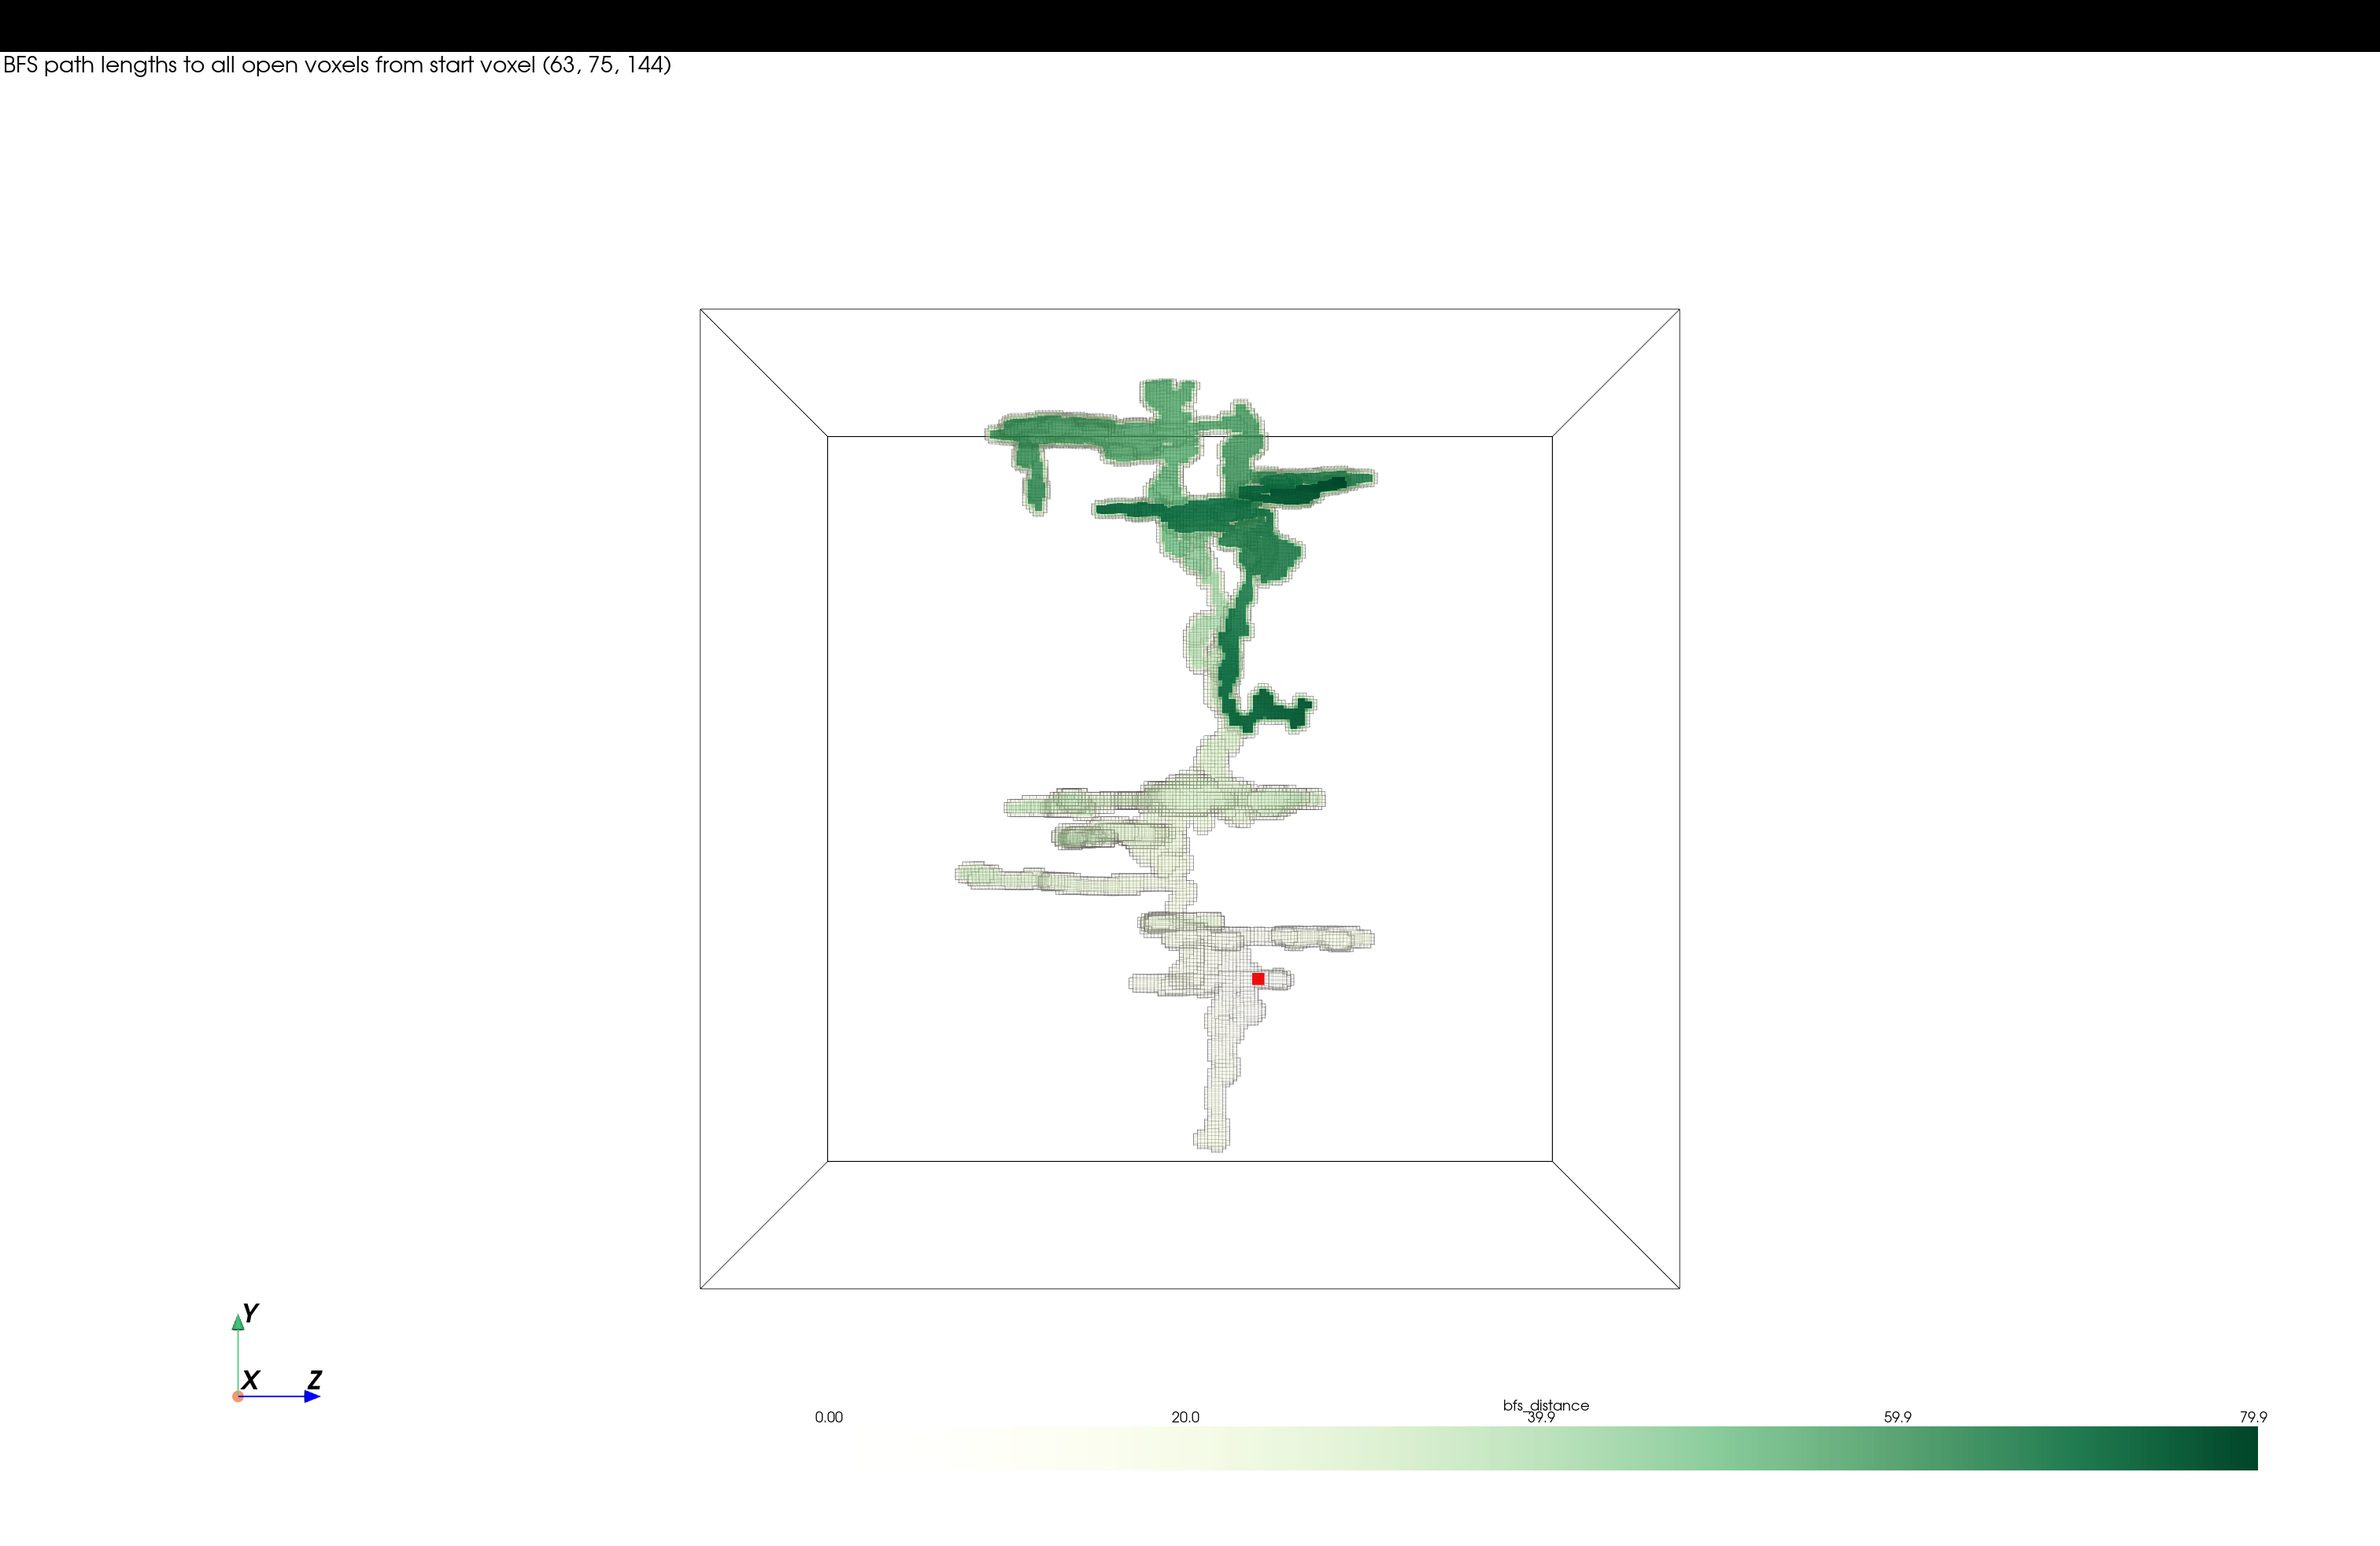 BFS path lengths to all open voxels from start voxel (63, 75, 144)
Y
X Z
bfs_distance
0.00 20.0 39.9 59.9 79.9